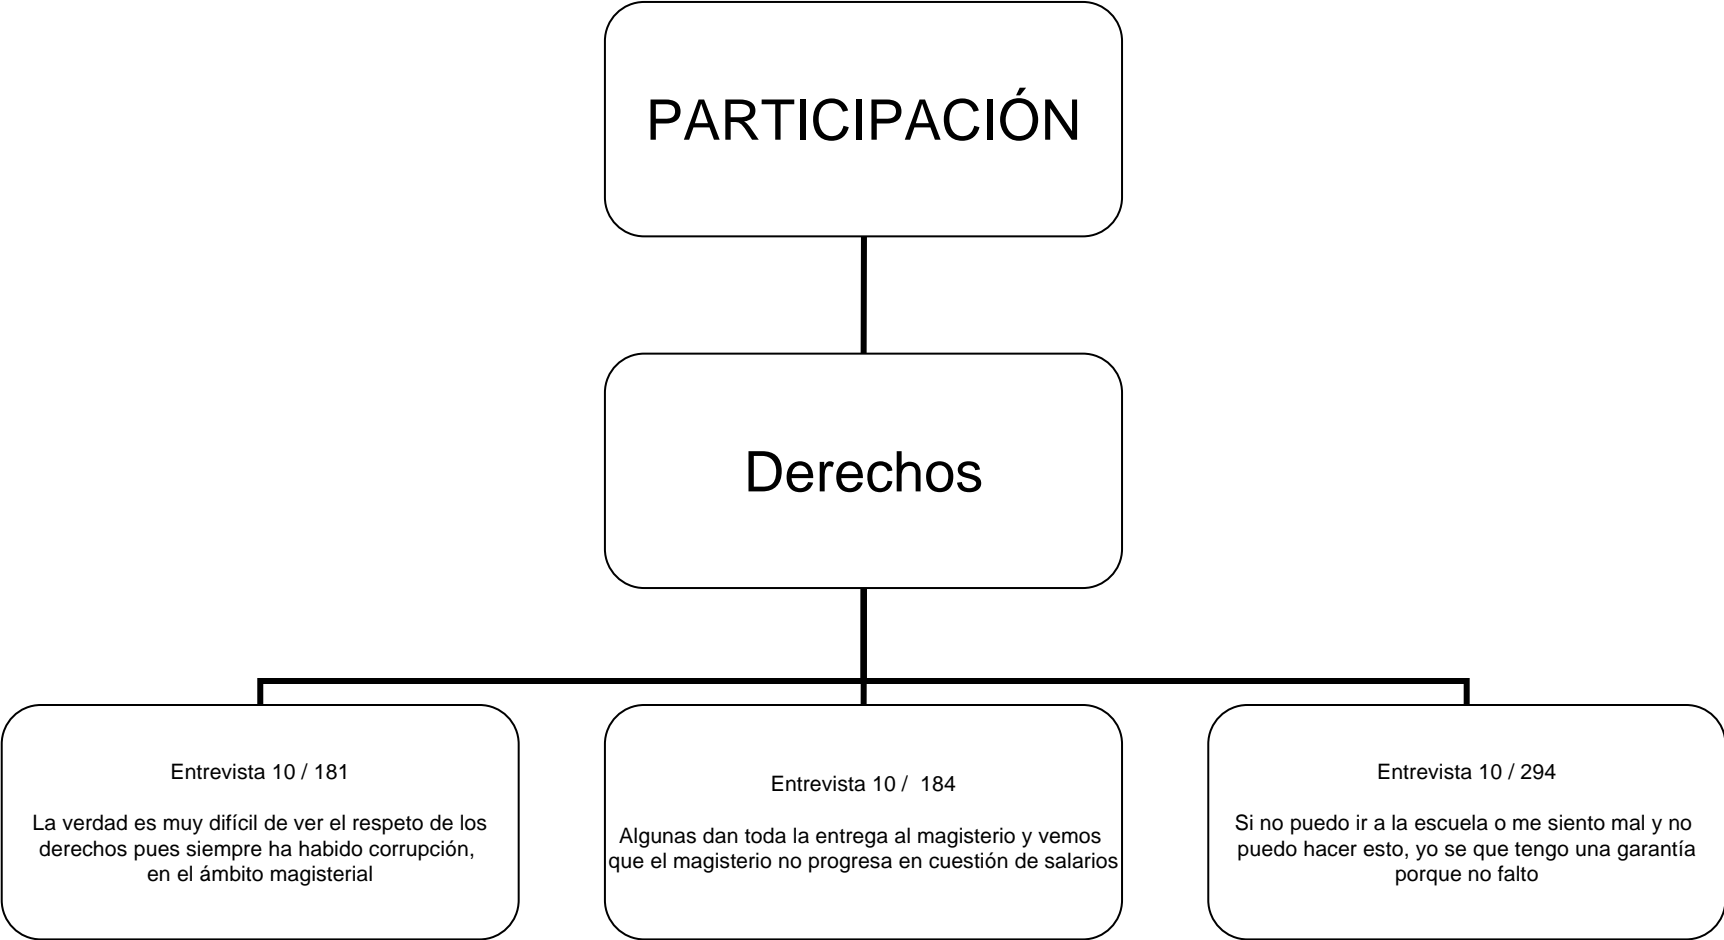 PARTICIPACIÓN
Derechos
Entrevista 10 / 181
La verdad es muy difícil de ver el respeto de los
derechos pues siempre ha habido corrupción,
en el ámbito magisterial
Entrevista 10 /  184
Algunas dan toda la entrega al magisterio y vemos
que el magisterio no progresa en cuestión de salarios
Entrevista 10 / 294
Si no puedo ir a la escuela o me siento mal y no
puedo hacer esto, yo se que tengo una garantía
porque no falto